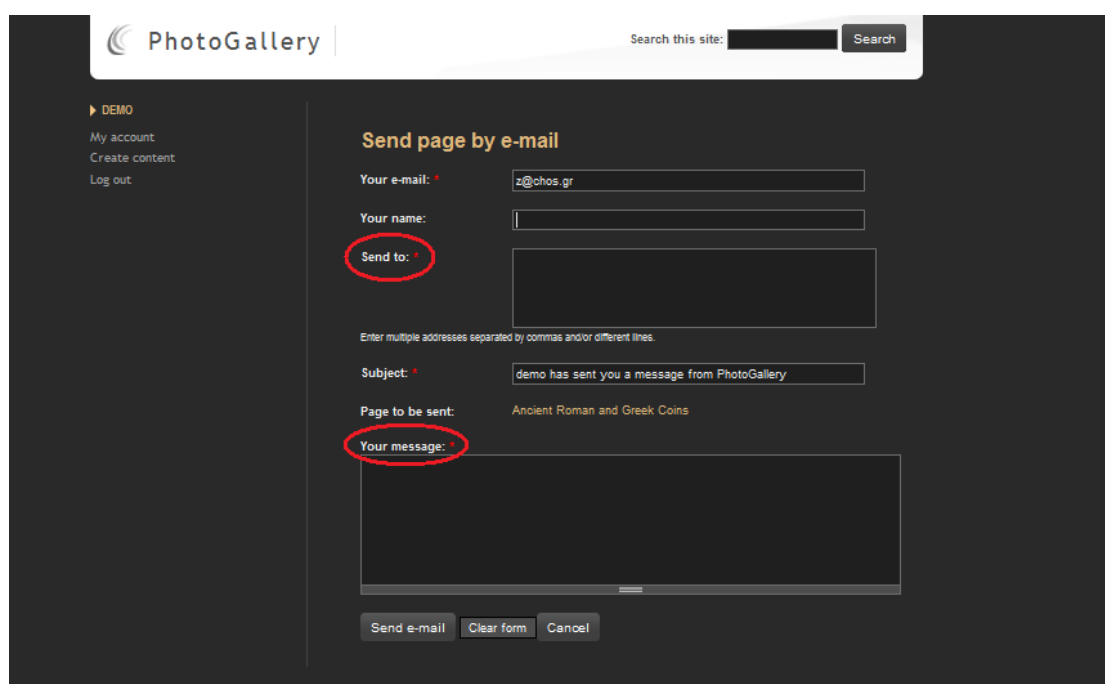 PhotoGallery
Search this site: Search
DEMO
My account
Create content
Log out
Send page by e-mail
Your e-mail: * z@chos.gr
Your name:
Send to: *
Enter multiple addresses separated by commas and/or different lines.
Subject: * demo has sent you a message from PhotoGallery
Page to be sent: Ancient Roman and Greek Coins
Your message: *
Send e-mail Clear form Cancel